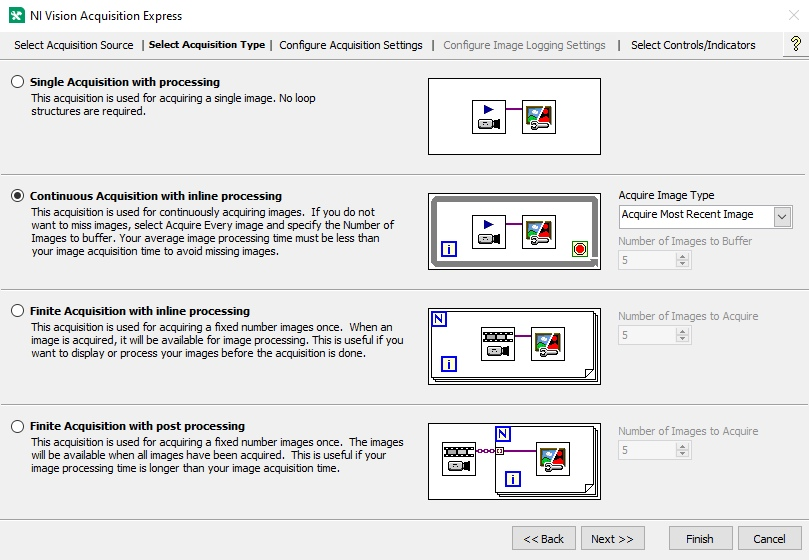 NI Vision Acquisition Express
Select Acquisition Source | Select Acquisition Type | Configure Acquisition Settings | Configure Image Logging Settings | Select Controls/Indicators ?
Single Acquisition with processing
This acquisition is used for acquiring a single image. No loop
structures are required.
Continuous Acquisition with inline processing
This acquisition is used for continuously acquiring images. If you do not
want to miss images, select Acquire Every image and specify the Number of
Images to buffer. Your average image processing time must be less than
your image acquisition time to avoid missing images.
i
Acquire Image Type
Acquire Most Recent Image
Number of Images to Buffer
5
Finite Acquisition with inline processing
This acquisition is used for acquiring a fixed number images once. When an
image is acquired, it will be available for image processing. This is useful if you
want to display or process your images before the acquisition is done.
N
i
Number of Images to Acquire
5
Finite Acquisition with post processing
This acquisition is used for acquiring a fixed number images once. The images
will be available when all images have been acquired. This is useful if your
image processing time is longer than your image acquisition time.
N
i
Number of Images to Acquire
5
<< Back
Next >>
Finish
Cancel